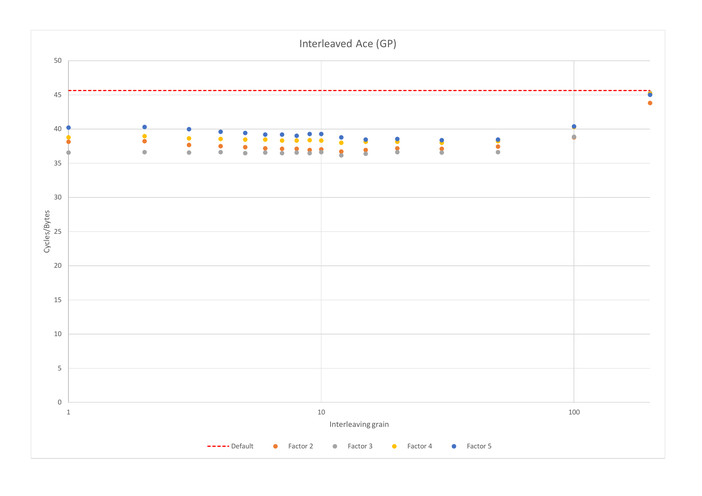 Interleaved Ace (GP)
50
45
40
35
30
25
20
15
10
5
0
Cycles/Bytes
1 10 100
Interleaving grain
Default Factor 2 Factor 3 Factor 4 Factor 5